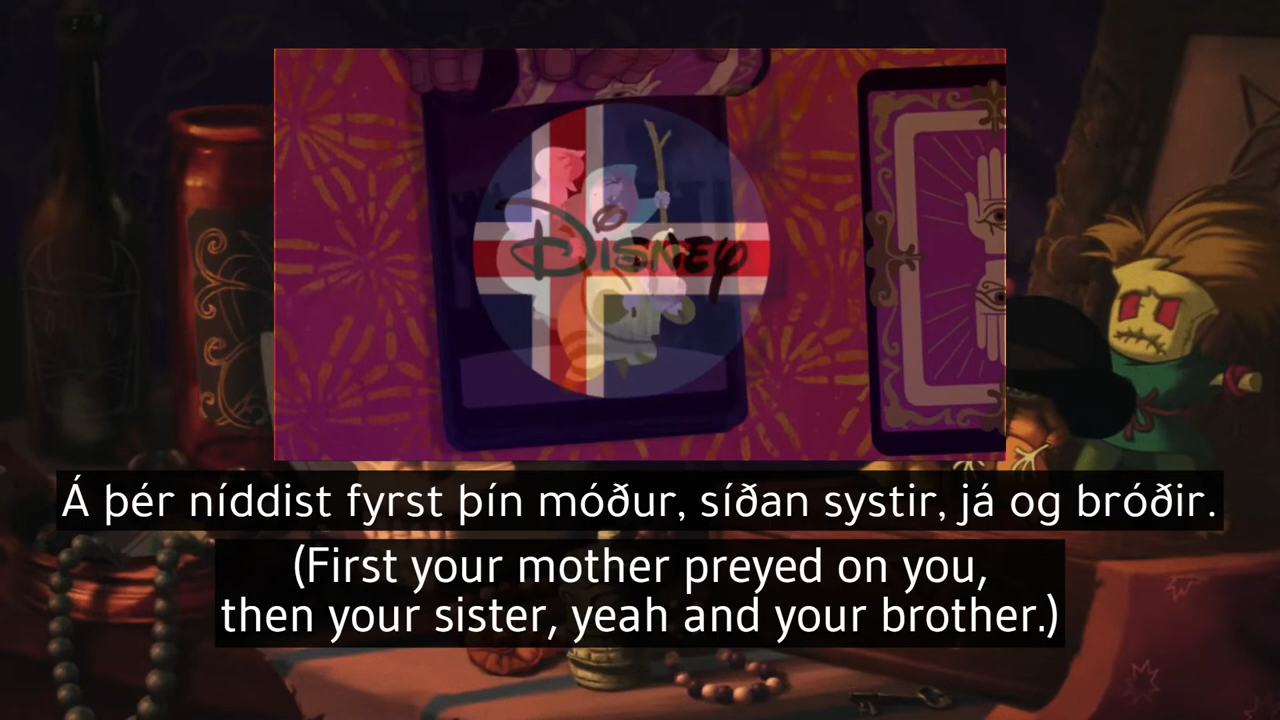 Disney
Á þér níddist fyrst þín móður, síðan systir, já og bróðir.
(First your mother preyed on you,
then your sister, yeah and your brother.)